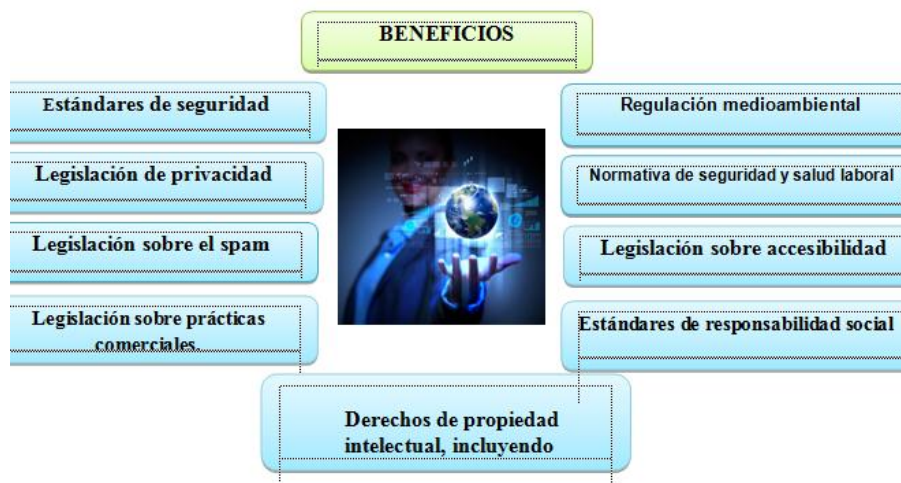 BENEFICIOS
Estándares de seguridad
Legislación de privacidad
Legislación sobre el spam
Legislación sobre prácticas
comerciales.
Regulación medioambiental
Normativa de seguridad y salud laboral
Legislación sobre accesibilidad
Estándares de responsabilidad social
Derechos de propiedad
intelectual, incluyendo